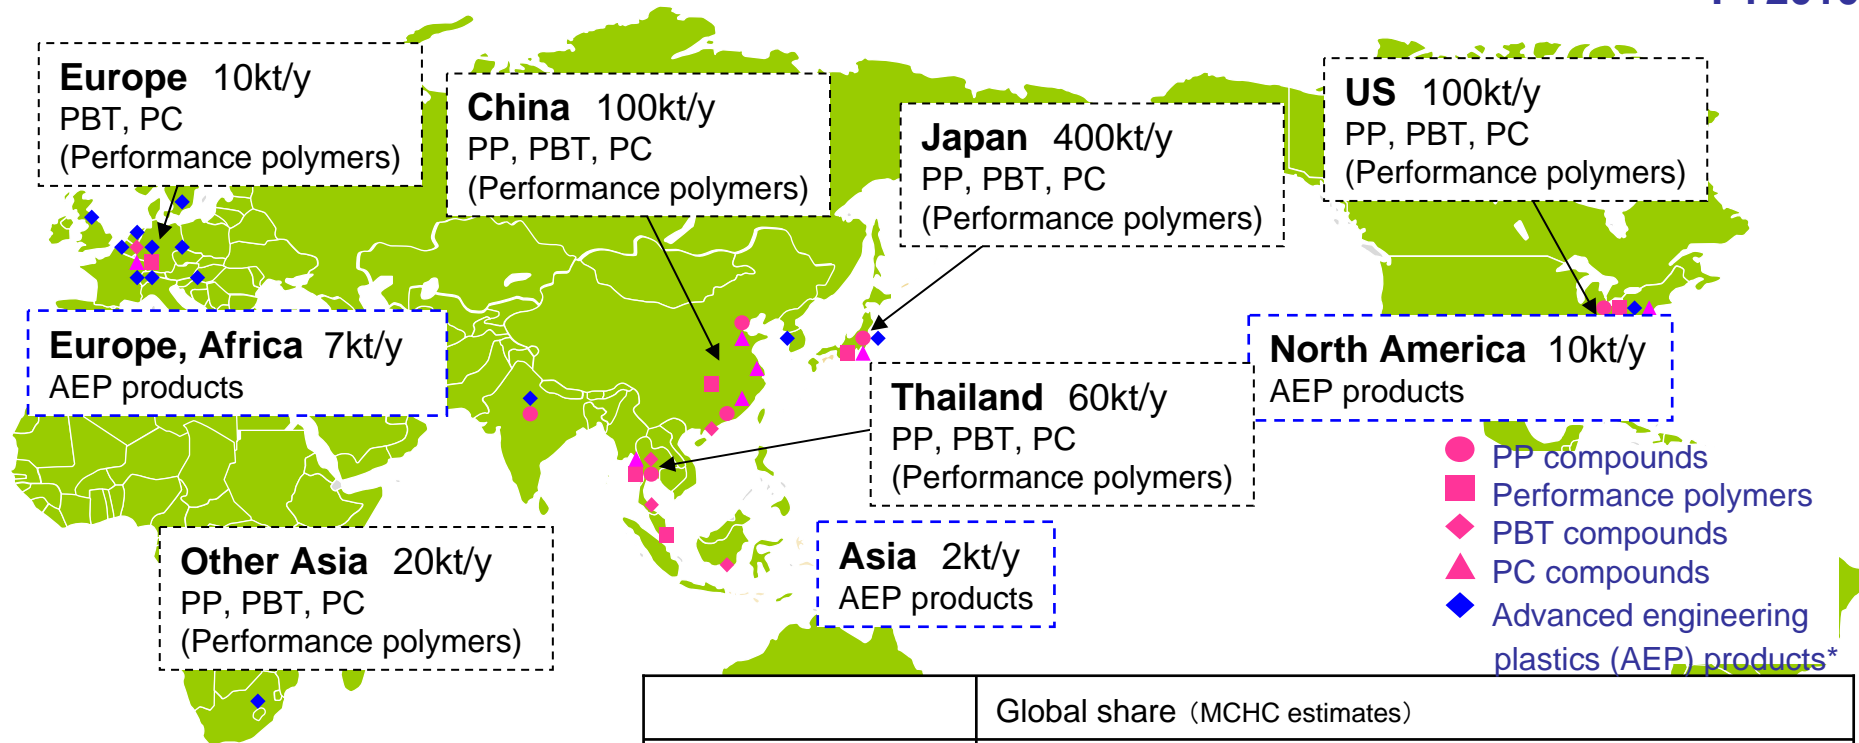 Europe 10kt/y
PBT, PC
(Performance polymers)
China 100kt/y
PP, PBT, PC
(Performance polymers)
Japan 400kt/y
PP, PBT, PC
(Performance polymers)
US 100kt/y
PP, PBT, PC
(Performance polymers)
Europe, Africa 7kt/y
AEP products
North America 10kt/y
AEP products
Thailand 60kt/y
PP, PBT, PC
(Performance polymers)
Other Asia 20kt/y
PP, PBT, PC
(Performance polymers)
Asia 2kt/y
AEP products
PP compounds
Performance polymers
PBT compounds
PC compounds
Advanced engineering
plastics (AEP) products*
Global share（MCHC estimates）